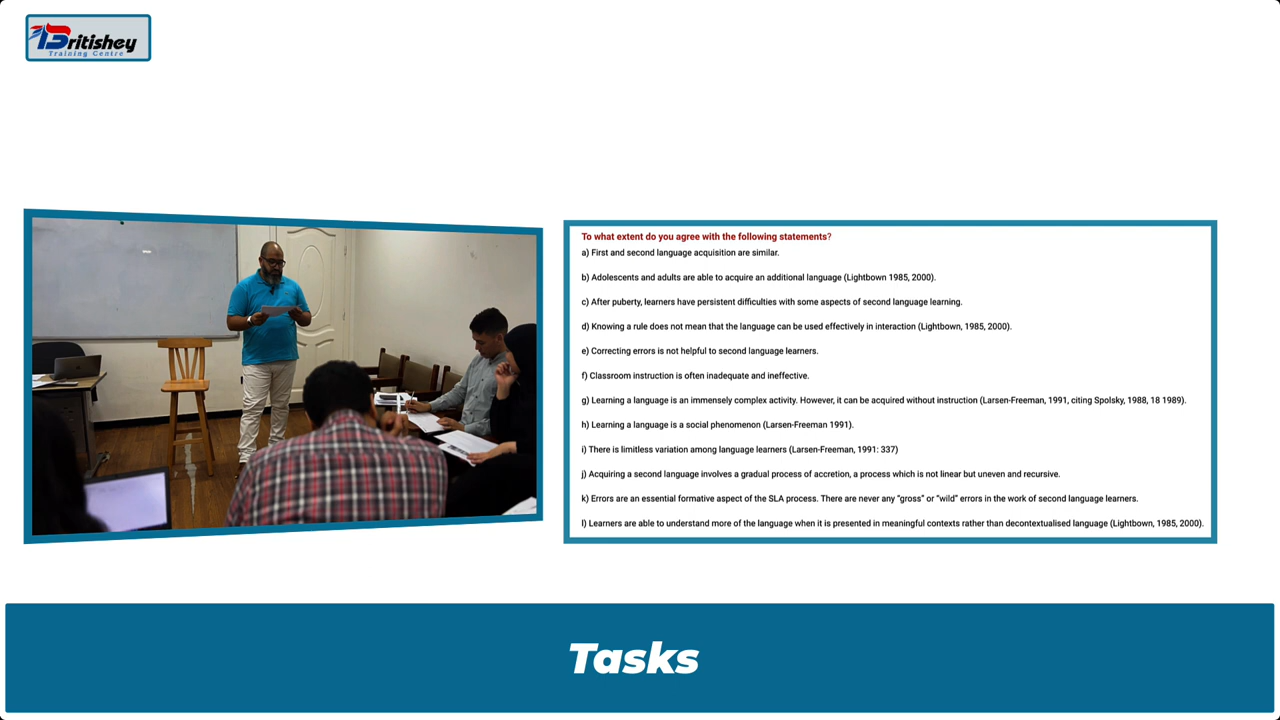 Britishey
Training Centre
To what extent do you agree with the following statements?
a) First and second language acquisition are similar.
b) Adolescents and adults are able to acquire an additional language (Lightbown 1985, 2000).
c) After puberty, learners have persistent difficulties with some aspects of second language learning.
d) Knowing a rule does not mean that the language can be used effectively in interaction (Lightbown, 1985, 2000).
e) Correcting errors is not helpful to second language learners.
f) Classroom instruction is often inadequate and ineffective.
g) Learning a language is an immensely complex activity. However, it can be acquired without instruction (Larsen-Freeman, 1991, citing Spolsky, 1988, 18 1989).
h) Learning a language is a social phenomenon (Larsen-Freeman 1991).
i) There is limitless variation among language learners (Larsen-Freeman, 1991: 337)
j) Acquiring a second language involves a gradual process of accretion, a process which is not linear but uneven and recursive.
k) Errors are an essential formative aspect of the SLA process. There are never any “gross” or “wild” errors in the work of second language learners.
l) Learners are able to understand more of the language when it is presented in meaningful contexts rather than decontextualised language (Lightbown, 1985, 2000).
Tasks